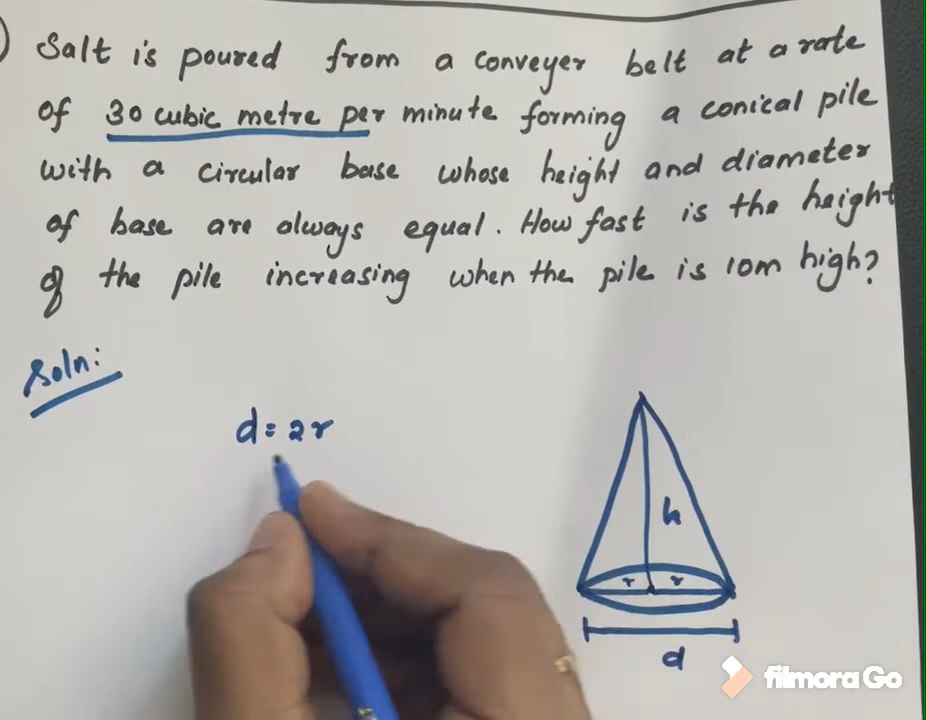 Salt is poured from a conveyer belt at a rate
of 30 cubic metre per minute forming a conical pile
with a circular base whose height and diameter
of base are always equal. How fast is the height
of the pile increasing when the pile is 10m high?
Soln:
d = 2r
h
r r
d
filmoraGo